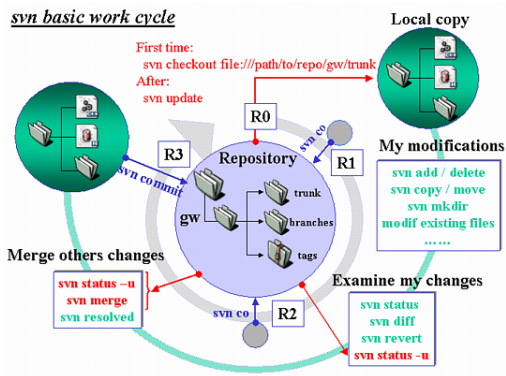 svn basic work cycle
Local copy
First time:
svn checkout file:///path/to/repo/gw/trunk
After:
svn update
R0
svn co
R1
R3
svn commit
Repository
gw
trunk
branches
tags
My modifications
svn add / delete
svn copy / move
svn mkdir
modif existing files
......
Merge others changes
svn status –u
svn merge
svn resolved
R2
svn co
Examine my changes
svn status
svn diff
svn revert
svn status -u